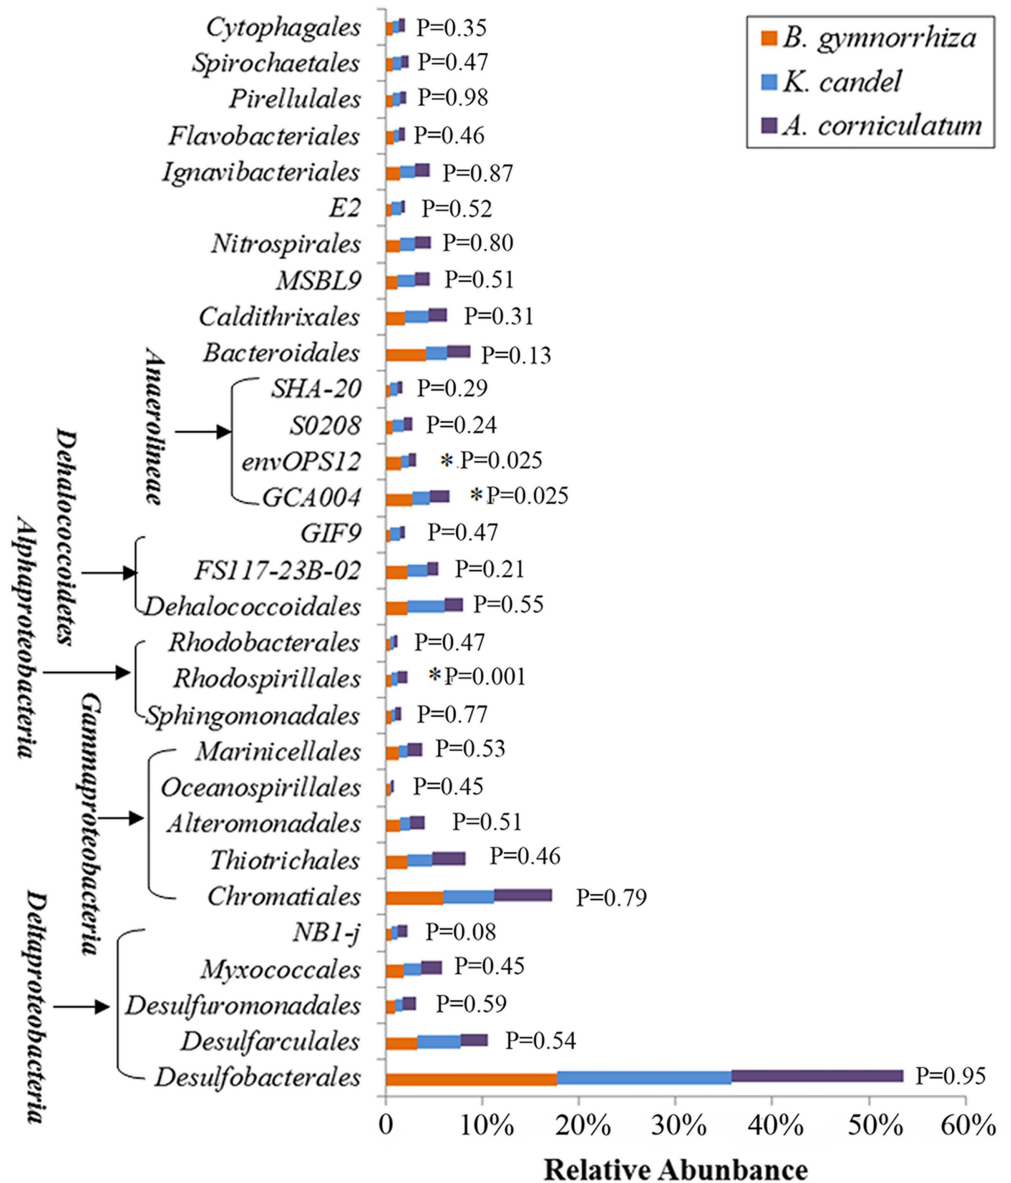 B. gymnorrhiza
K. candel
A. corniculatum
Cytophagales P=0.35
Spirochaetales P=0.47
Pirellulales P=0.98
Flavobacteriales P=0.46
Ignavibacteriales P=0.87
E2 P=0.52
Nitrospirales P=0.80
MSBL9 P=0.51
Caldithrixales P=0.31
Bacteroidales P=0.13
Anaerolineae
SHA-20 P=0.29
S0208 P=0.24
envOPS12 * P=0.025
GCA004 *P=0.025
Dehalococcoidetes
GIF9 P=0.47
FS117-23B-02 P=0.21
Dehalococcoidales P=0.55
Alphaproteobacteria
Rhodobacterales P=0.47
Rhodospirillales *P=0.001
Sphingomonadales P=0.77
Gammaproteobacteria
Marinicellales P=0.53
Oceanospirillales P=0.45
Alteromonadales P=0.51
Thiotrichales P=0.46
Chromatiales P=0.79
Deltaproteobacteria
NB1-j P=0.08
Myxococcales P=0.45
Desulfuromonadales P=0.59
Desulfarculales P=0.54
Desulfobacterales P=0.95
0 10% 20% 30% 40% 50% 60%
Relative Abunbance